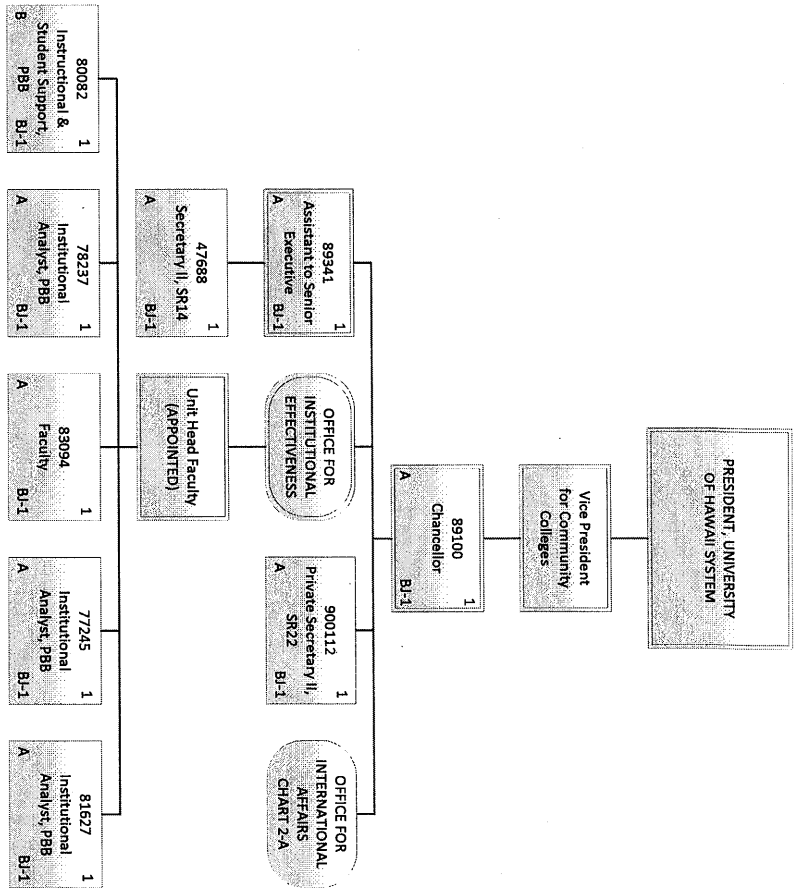 PRESIDENT, UNIVERSITY
OF HAWAII SYSTEM
Vice President
for Community
Colleges
1
89100
Chancellor
A BJ-1
1
89341
Assistant to Senior
Executive
A BJ-1
OFFICE FOR
INSTITUTIONAL
EFFECTIVENESS
1
900112
Private Secretary II,
SR22
A BJ-1
OFFICE FOR
INTERNATIONAL
AFFAIRS
CHART 2-A
1
47688
Secretary II, SR14
A BJ-1
Unit Head Faculty
(APPOINTED)
1
80082
Instructional &
Student Support,
PBB
B BJ-1
1
78237
Institutional
Analyst, PBB
A BJ-1
1
83094
Faculty
A BJ-1
1
77245
Institutional
Analyst, PBB
A BJ-1
1
81627
Institutional
Analyst, PBB
A BJ-1